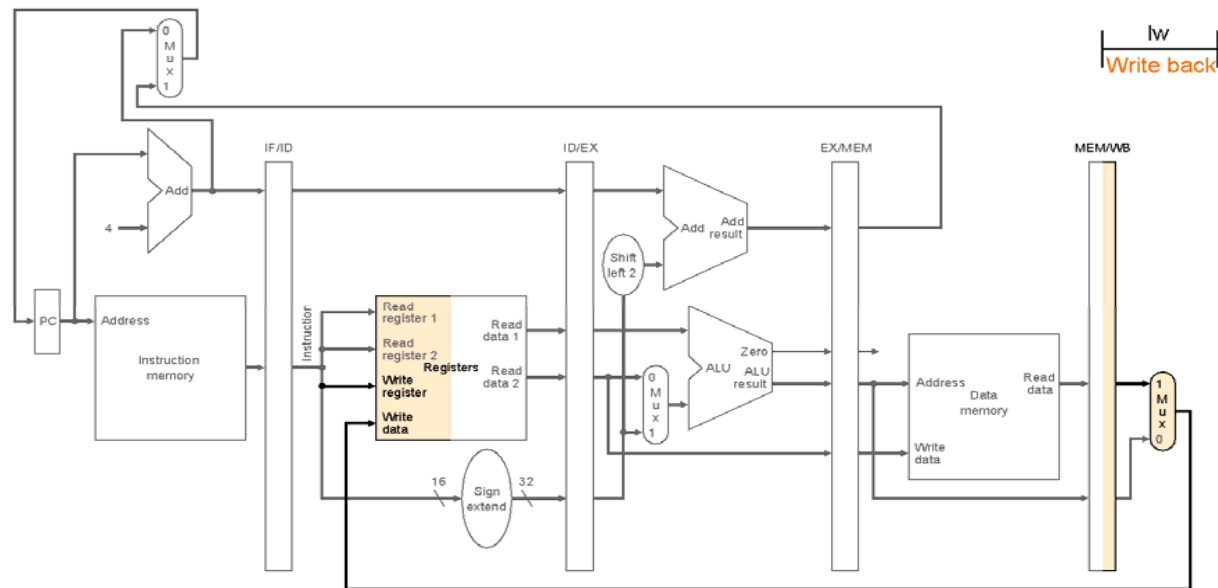 lw
Write back
0
M
u
x
1
IF/ID
ID/EX
EX/MEM
MEM/WB
Add
4
Add
Add
result
Shift
left 2
PC
Address
Instruction
memory
Instruction
Read
register 1
Read
register 2
Write
register
Write
data
Registers
Read
data 1
Read
data 2
0
M
u
x
1
Zero
ALU
ALU
result
Address
Read
data
Data
memory
Write
data
1
M
u
x
0
16
Sign
extend
32